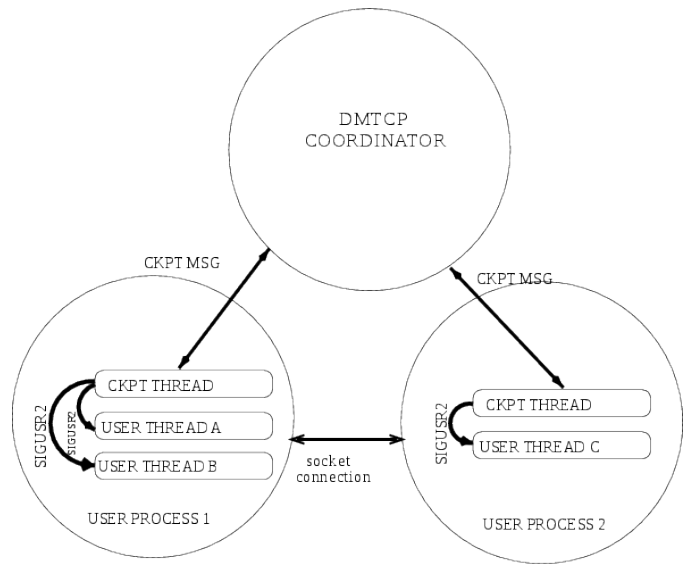 DMTCP
COORDINATOR
CKPT MSG
CKPT MSG
CKPT THREAD
USER THREAD A
USER THREAD B
SIGUSR2
SIGUSR2
USER PROCESS 1
socket
connection
CKPT THREAD
USER THREAD C
SIGUSR2
USER PROCESS 2